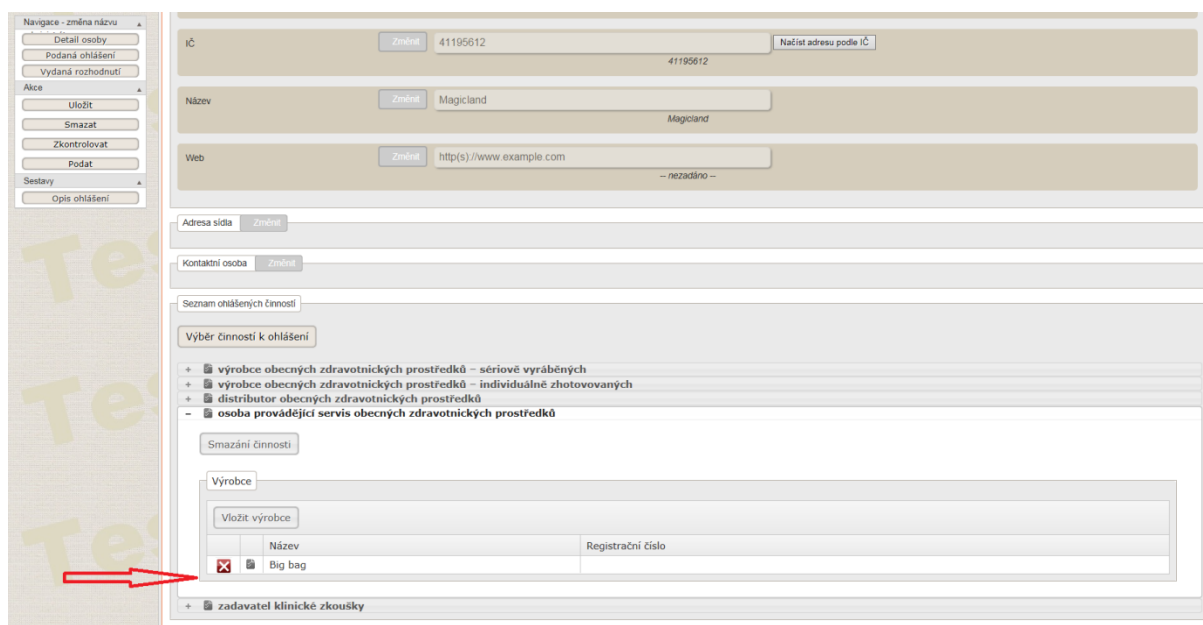 Navigace - změna názvu
Detail osoby
Podaná ohlášení
Vydaná rozhodnutí
Akce
Uložit
Smazat
Zkontrolovat
Podat
Sestavy
Opis ohlášení
IČ Změnit 41195612 Načíst adresu podle IČ
41195612
Název Změnit Magicland
Magicland
Web Změnit http(s)://www.example.com
-- nezadáno --
Adresa sídla Změnit
Kontaktní osoba Změnit
Seznam ohlášených činností
Výběr činností k ohlášení
+ výrobce obecných zdravotnických prostředků – sériově vyráběných
+ výrobce obecných zdravotnických prostředků – individuálně zhotovovaných
+ distributor obecných zdravotnických prostředků
– osoba provádějící servis obecných zdravotnických prostředků
Smazání činnosti
Výrobce
Vložit výrobce
Název Registrační číslo
Big bag
+ zadavatel klinické zkoušky